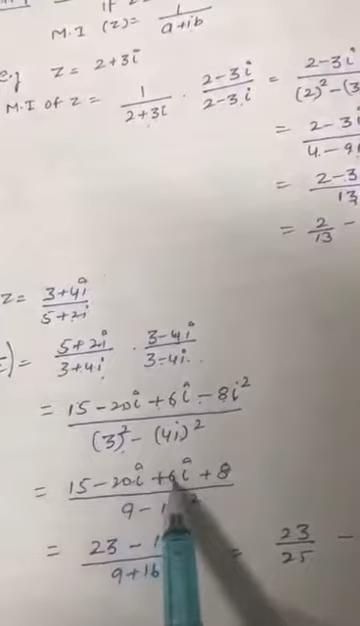 M.I (z) = 1/a+ib
e.g z = 2+3i
M.I of z = 1/2+3i · 2-3i/2-3i = 2-3i/(2)²-(3
= 2-3i/4-9
= 2-3/13
= 2/13 -
z = 3+4i/5+2i
) = 5+2i/3+4i · 3-4i/3-4i
= 15-20i+6i-8i²/(3)²-(4i)²
= 15-20i+6i+8/9-
= 23-/9+16 = 23/25 -